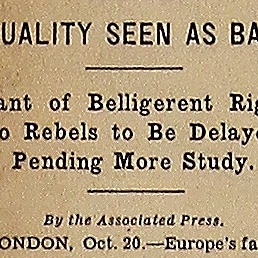 UALITY SEEN AS BA
ant of Belligerent Rig
o Rebels to Be Delaye
Pending More Study.
By the Associated Press.
ONDON, Oct. 20.—Europe's fa